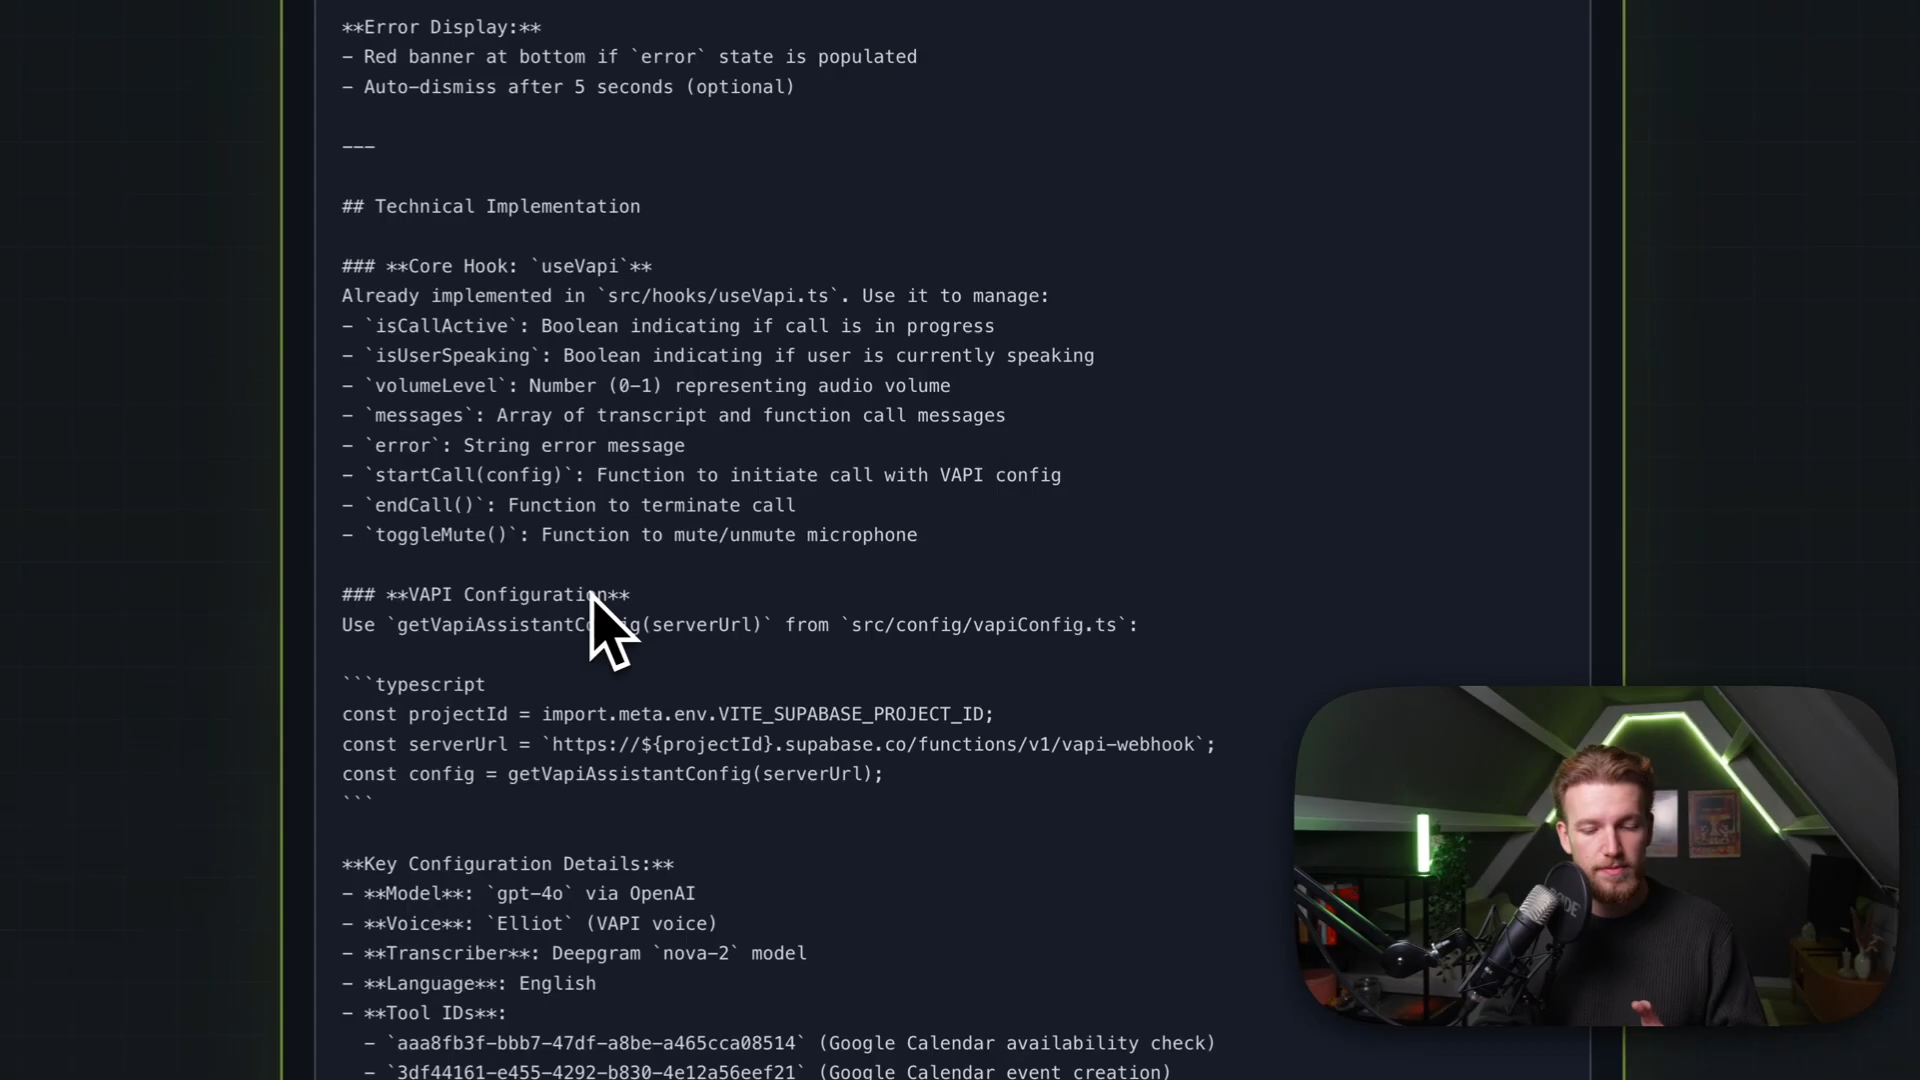 **Error Display:**
- Red banner at bottom if `error` state is populated
- Auto-dismiss after 5 seconds (optional)
---
## Technical Implementation
### **Core Hook: `useVapi`**
Already implemented in `src/hooks/useVapi.ts`. Use it to manage:
- `isCallActive`: Boolean indicating if call is in progress
- `isUserSpeaking`: Boolean indicating if user is currently speaking
- `volumeLevel`: Number (0-1) representing audio volume
- `messages`: Array of transcript and function call messages
- `error`: String error message
- `startCall(config)`: Function to initiate call with VAPI config
- `endCall()`: Function to terminate call
- `toggleMute()`: Function to mute/unmute microphone
### **VAPI Configuration**
Use `getVapiAssistantConfig(serverUrl)` from `src/config/vapiConfig.ts`:
```typescript
const projectId = import.meta.env.VITE_SUPABASE_PROJECT_ID;
const serverUrl = `https://${projectId}.supabase.co/functions/v1/vapi-webhook`;
const config = getVapiAssistantConfig(serverUrl);
```
**Key Configuration Details:**
- **Model**: `gpt-4o` via OpenAI
- **Voice**: `Elliot` (VAPI voice)
- **Transcriber**: Deepgram `nova-2` model
- **Language**: English
- **Tool IDs**:
- `aaa8fb3f-bbb7-47df-a8be-a465cca08514` (Google Calendar availability check)
- `3df44161-e455-4292-b830-4e12a56eef21` (Google Calendar event creation)
RODE